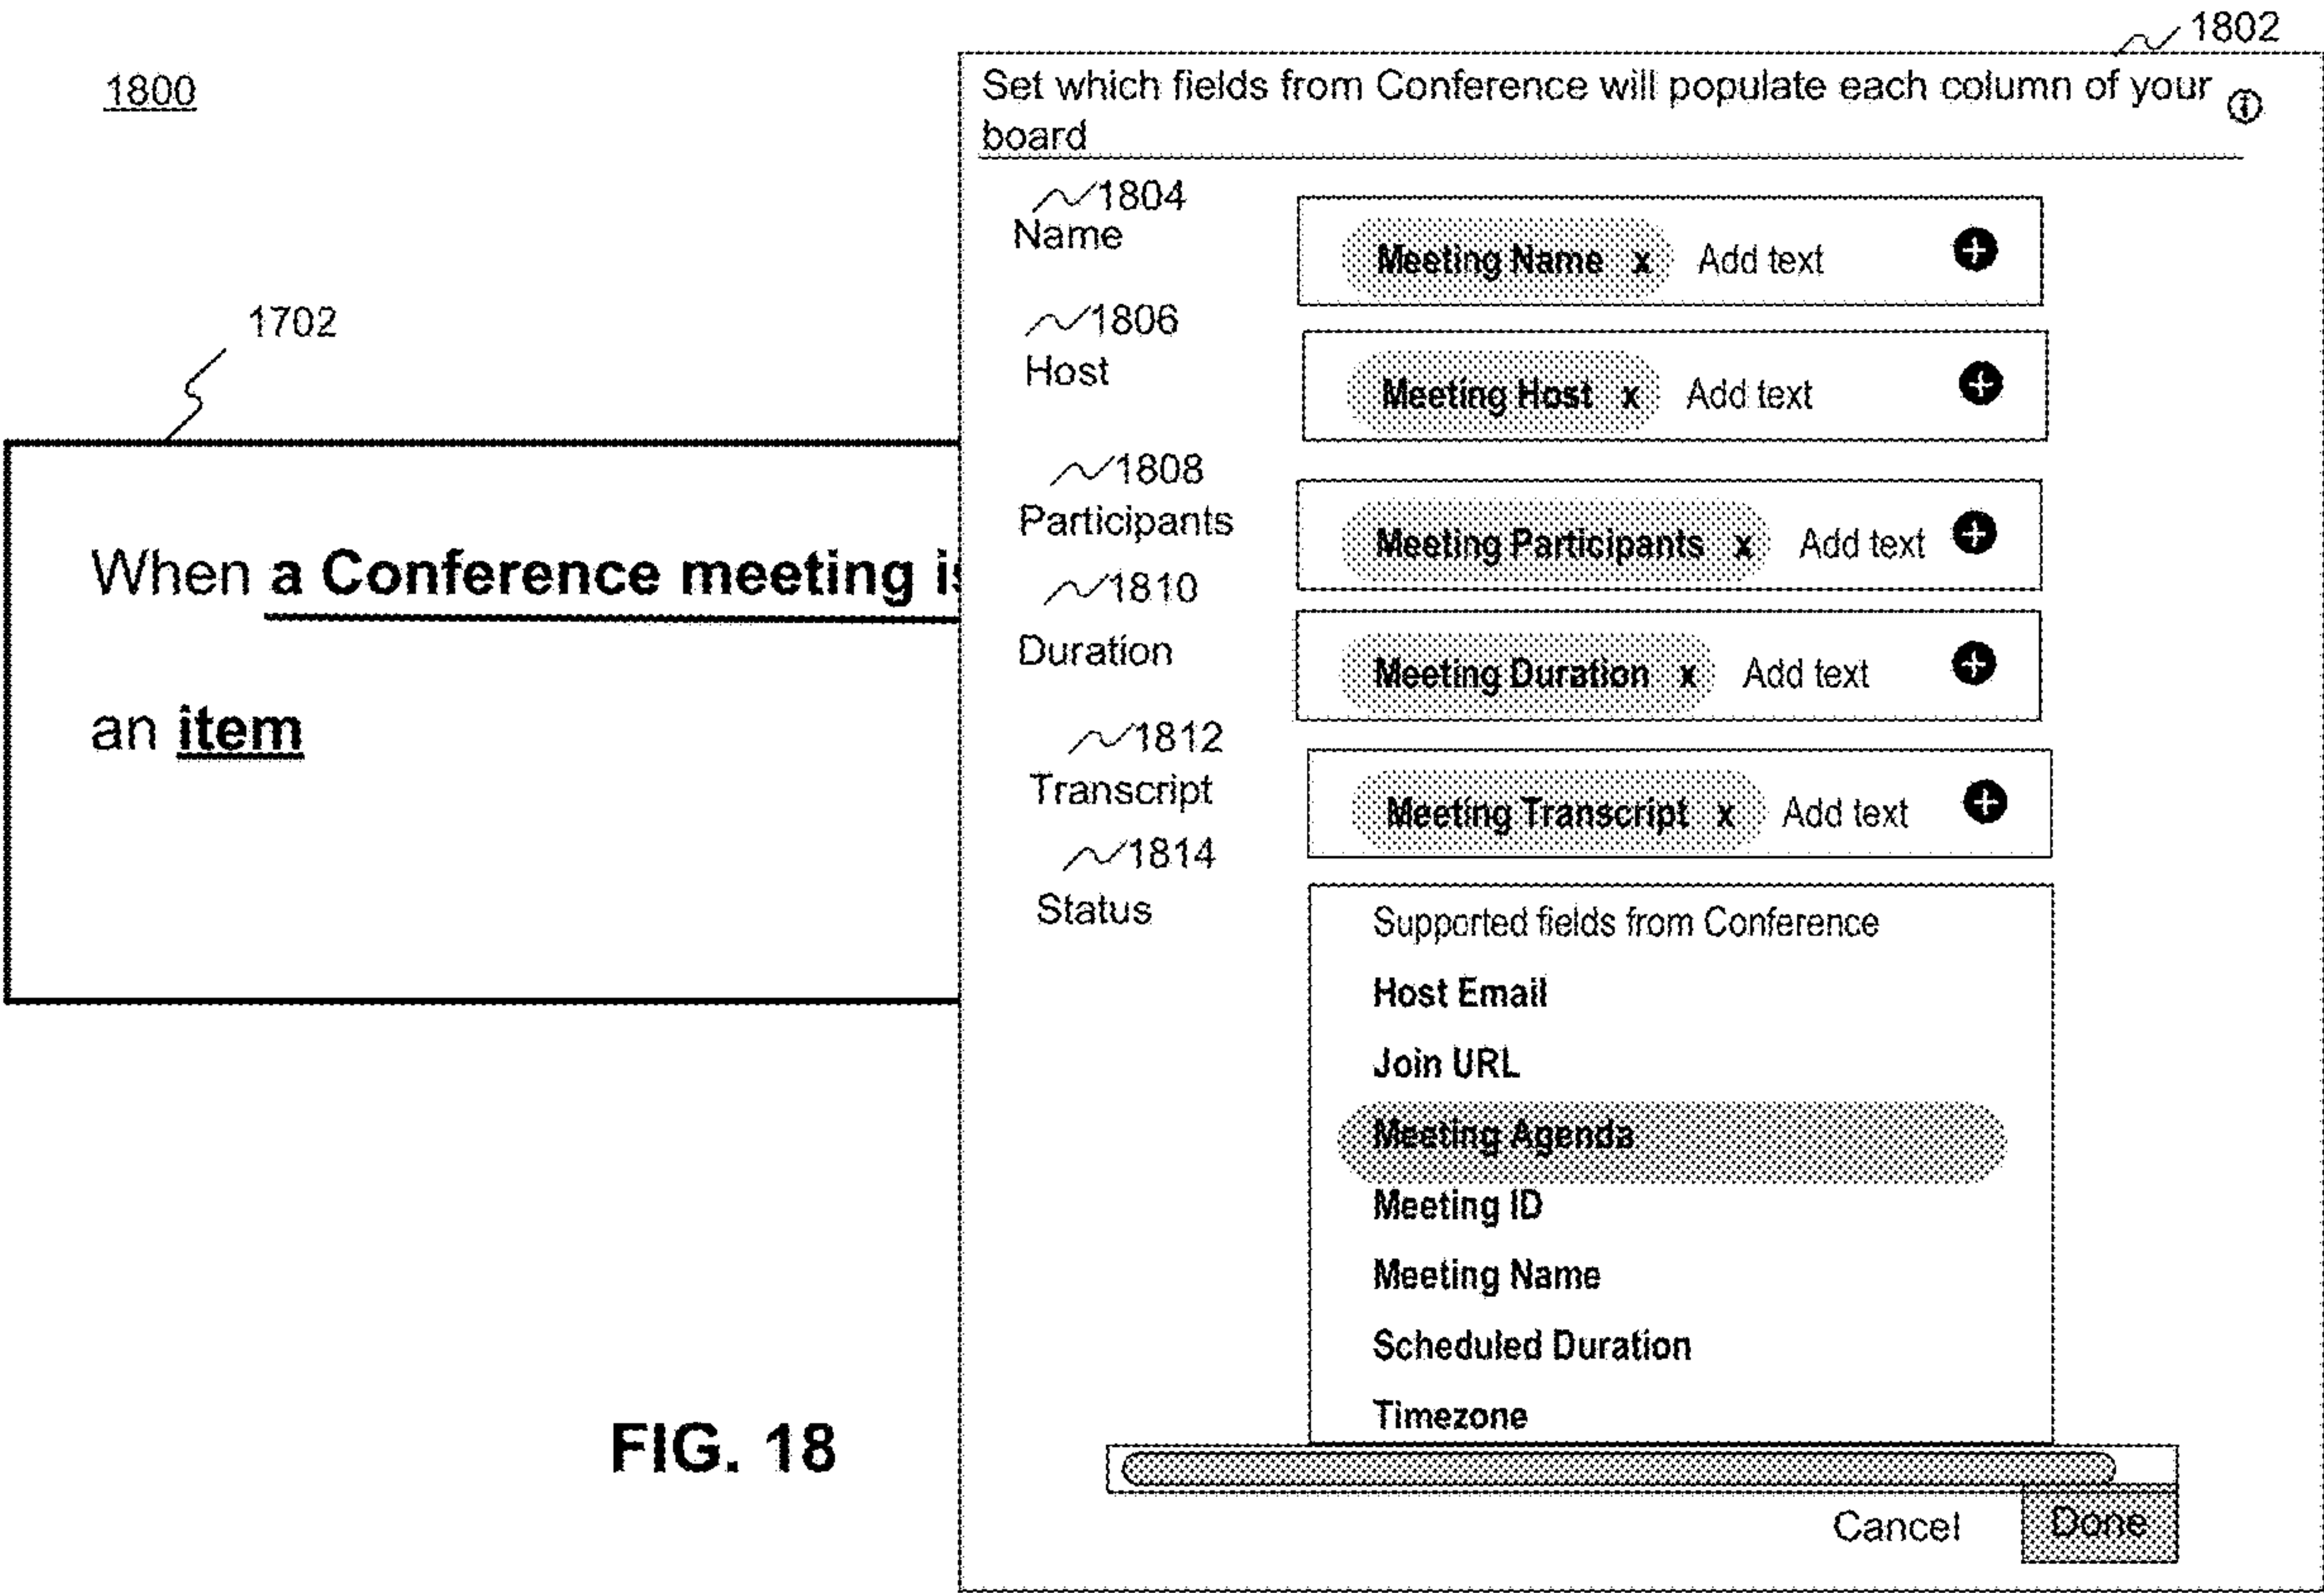 1800
1802
Set which fields from Conference will populate each column of your
board
1702
When a Conference meeting is
an item
1804
Name
Meeting Name x Add text
1806
Host
Meeting Host x Add text
1808
Participants
Meeting Participants x Add text
1810
Duration
Meeting Duration x Add text
1812
Transcript
Meeting Transcript x Add text
1814
Status
Supported fields from Conference
Host Email
Join URL
Meeting Agenda
Meeting ID
Meeting Name
Scheduled Duration
Timezone
Cancel Done
FIG. 18